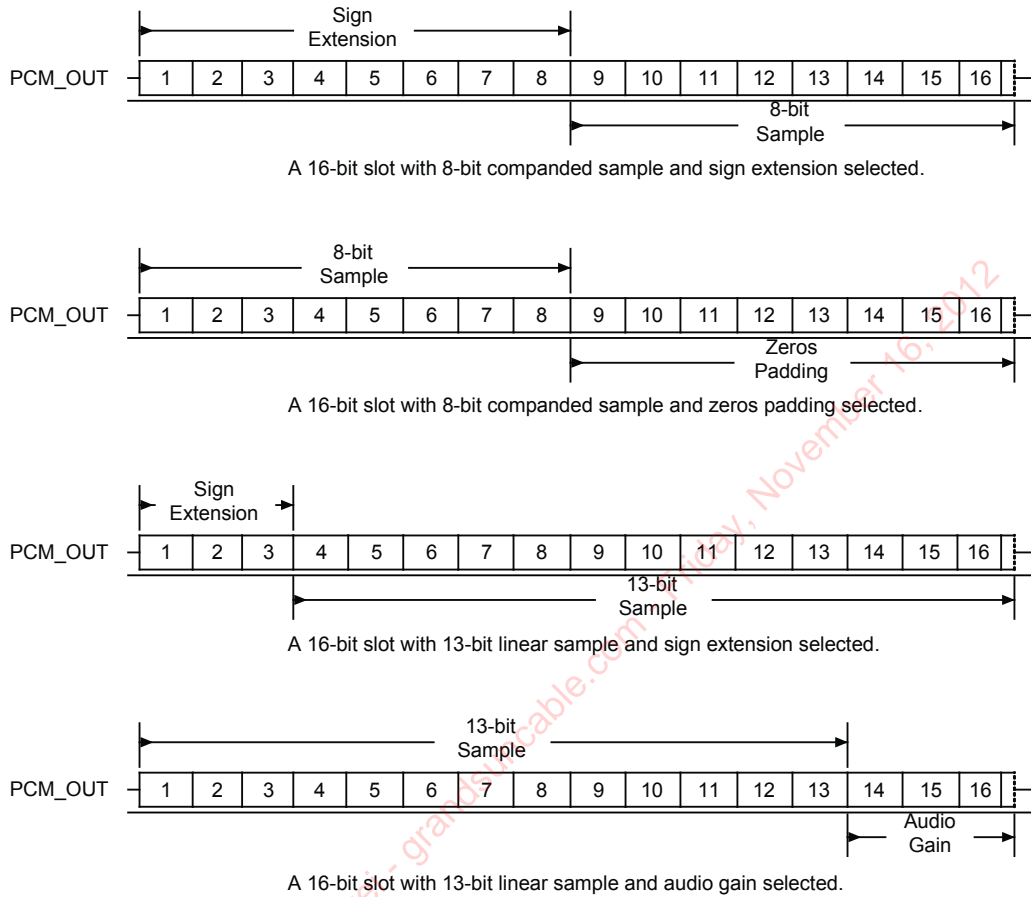 Sign
Extension
PCM_OUT 1 2 3 4 5 6 7 8 9 10 11 12 13 14 15 16
8-bit
Sample
A 16-bit slot with 8-bit companded sample and sign extension selected.
8-bit
Sample
PCM_OUT 1 2 3 4 5 6 7 8 9 10 11 12 13 14 15 16
Zeros
Padding
A 16-bit slot with 8-bit companded sample and zeros padding selected.
Sign
Extension
PCM_OUT 1 2 3 4 5 6 7 8 9 10 11 12 13 14 15 16
13-bit
Sample
A 16-bit slot with 13-bit linear sample and sign extension selected.
13-bit
Sample
PCM_OUT 1 2 3 4 5 6 7 8 9 10 11 12 13 14 15 16
Audio
Gain
A 16-bit slot with 13-bit linear sample and audio gain selected.
- grandsuncable.com - Friday, November 16, 2012